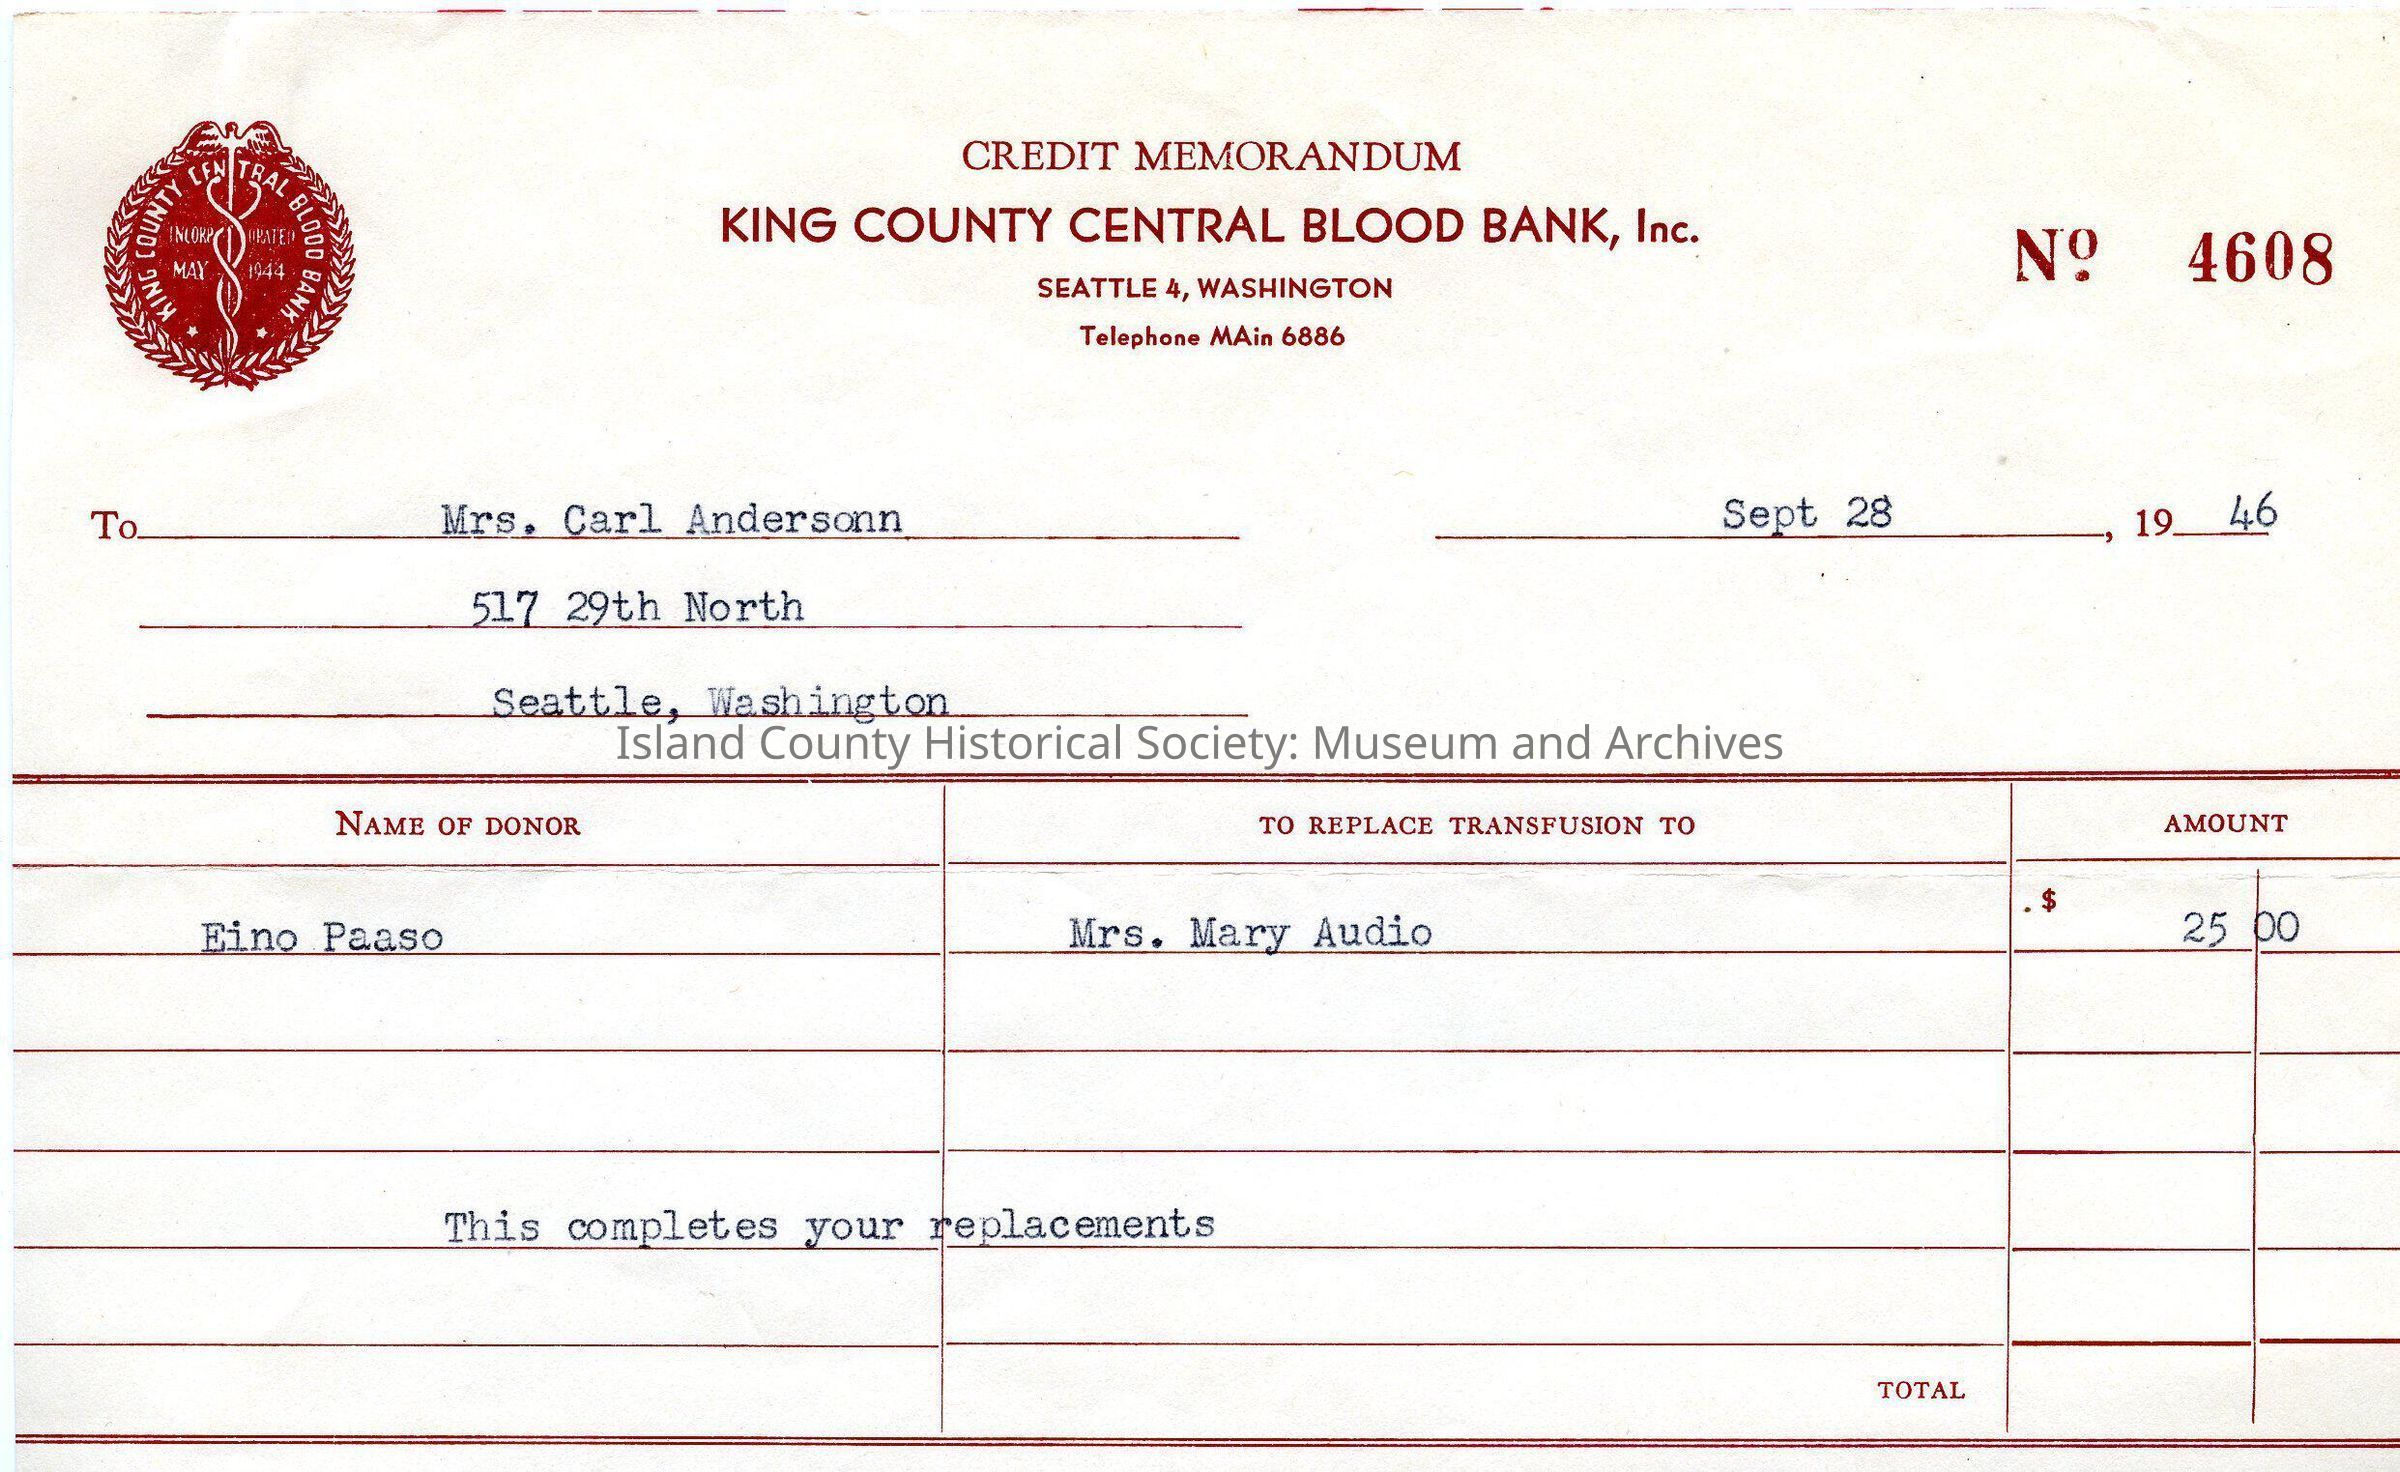 KING COUNTY CENTRAL BLOOD BANK
INCORPORATED
MAY 1944
CREDIT MEMORANDUM
KING COUNTY CENTRAL BLOOD BANK, Inc.
SEATTLE 4, WASHINGTON
Telephone MAin 6886
No 4608
To Mrs. Carl Andersonn
Sept 28, 19 46
517 29th North
Seattle, Washington
Island County Historical Society: Museum and Archives
NAME OF DONOR TO REPLACE TRANSFUSION TO AMOUNT
Eino Paaso Mrs. Mary Audio $ 25 00
This completes your replacements
TOTAL